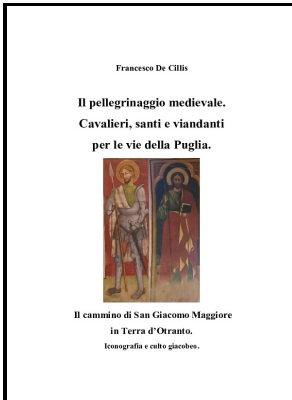 Francesco De Cillis
Il pellegrinaggio medievale.
Cavalieri, santi e viandanti
per le vie della Puglia.
Il cammino di San Giacomo Maggiore
in Terra d'Otranto.
Iconografia e culto giacobeo.